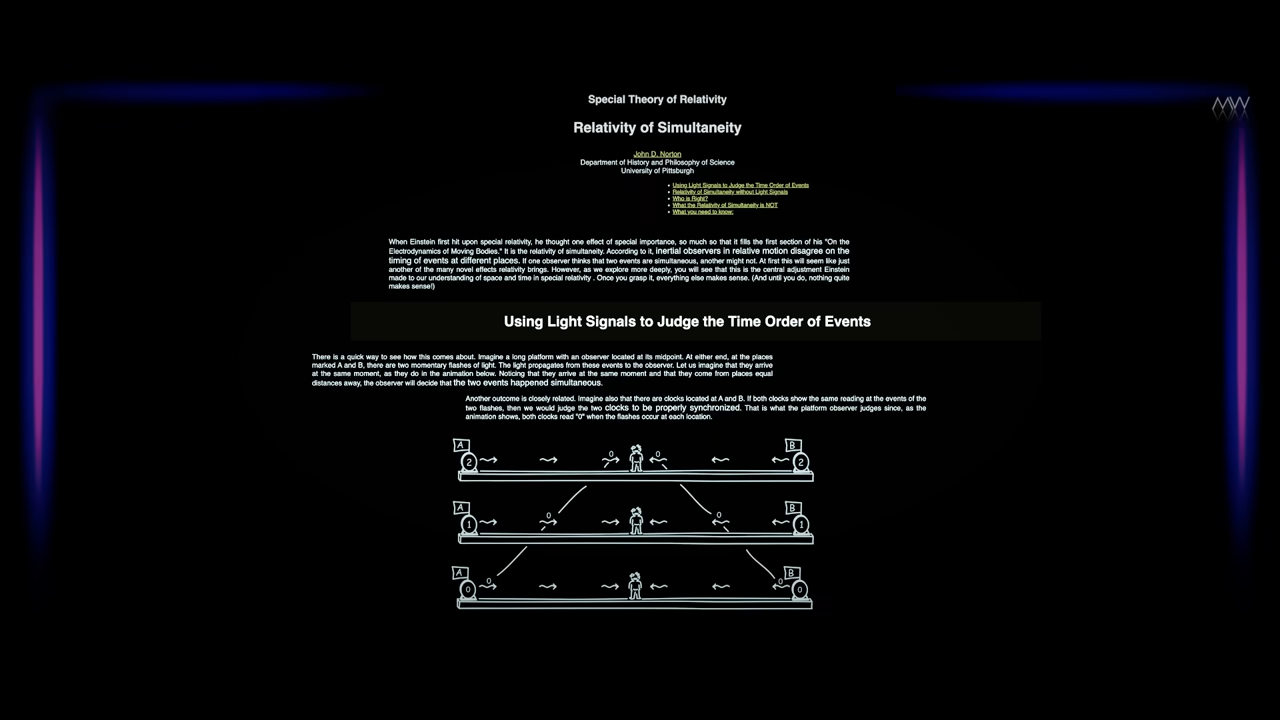 MW
Special Theory of Relativity
Relativity of Simultaneity
John D. Norton
Department of History and Philosophy of Science
University of Pittsburgh
Using Light Signals to Judge the Time Order of Events
Relativity of Simultaneity without Light Signals
Who is Right?
What the Relativity of Simultaneity is NOT
What you need to know:
When Einstein first hit upon special relativity, he thought one effect of special importance, so much so that it fills the first section of his "On the
Electrodynamics of Moving Bodies." It is the relativity of simultaneity. According to it, inertial observers in relative motion disagree on the
timing of events at different places. If one observer thinks that two events are simultaneous, another might not. At first this will seem like just
another of the many novel effects relativity brings. However, as we explore more deeply, you will see that this is the central adjustment Einstein
made to our understanding of space and time in special relativity . Once you grasp it, everything else makes sense. (And until you do, nothing quite
makes sense!)
Using Light Signals to Judge the Time Order of Events
There is a quick way to see how this comes about. Imagine a long platform with an observer located at its midpoint. At either end, at the places
marked A and B, there are two momentary flashes of light. The light propagates from these events to the observer. Let us imagine that they arrive
at the same moment, as they do in the animation below. Noticing that they arrive at the same moment and that they come from places equal
distances away, the observer will decide that the two events happened simultaneous.
Another outcome is closely related. Imagine also that there are clocks located at A and B. If both clocks show the same reading at the events of the
two flashes, then we would judge the two clocks to be properly synchronized. That is what the platform observer judges since, as the
animation shows, both clocks read "0" when the flashes occur at each location.
A B
2 0 0 2
A B
1 0 0 1
A B
0 0 0 0